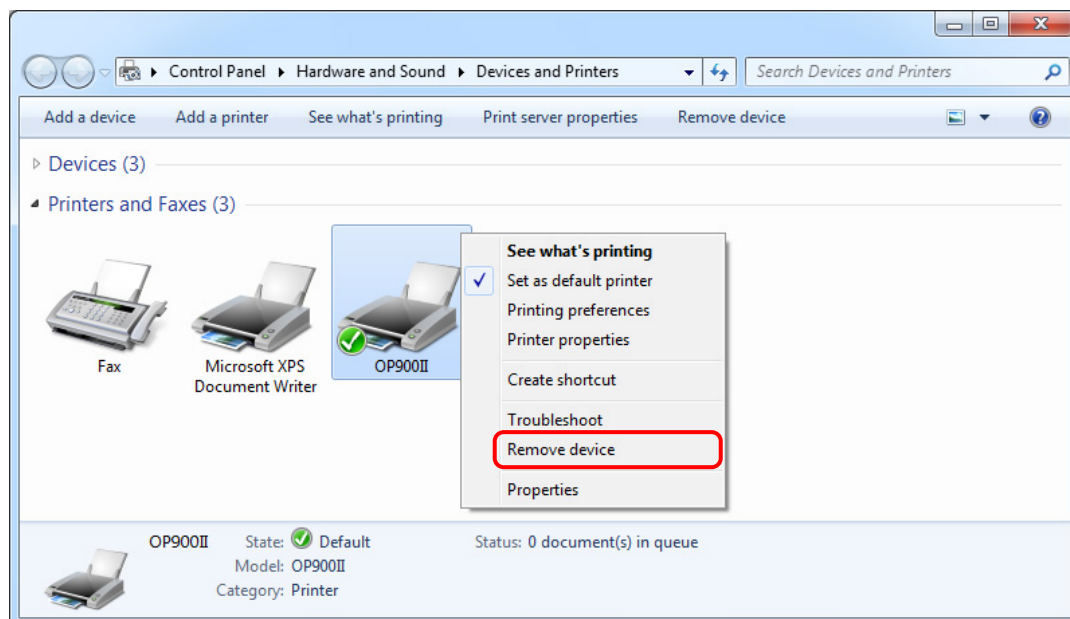 Control Panel Hardware and Sound Devices and Printers Search Devices and Printers
Add a device Add a printer See what's printing Print server properties Remove device
Devices (3)
Printers and Faxes (3)
Fax
Microsoft XPS
Document Writer
OP900II
See what's printing
Set as default printer
Printing preferences
Printer properties
Create shortcut
Troubleshoot
Remove device
Properties
OP900II State: Default Status: 0 document(s) in queue
Model: OP900II
Category: Printer